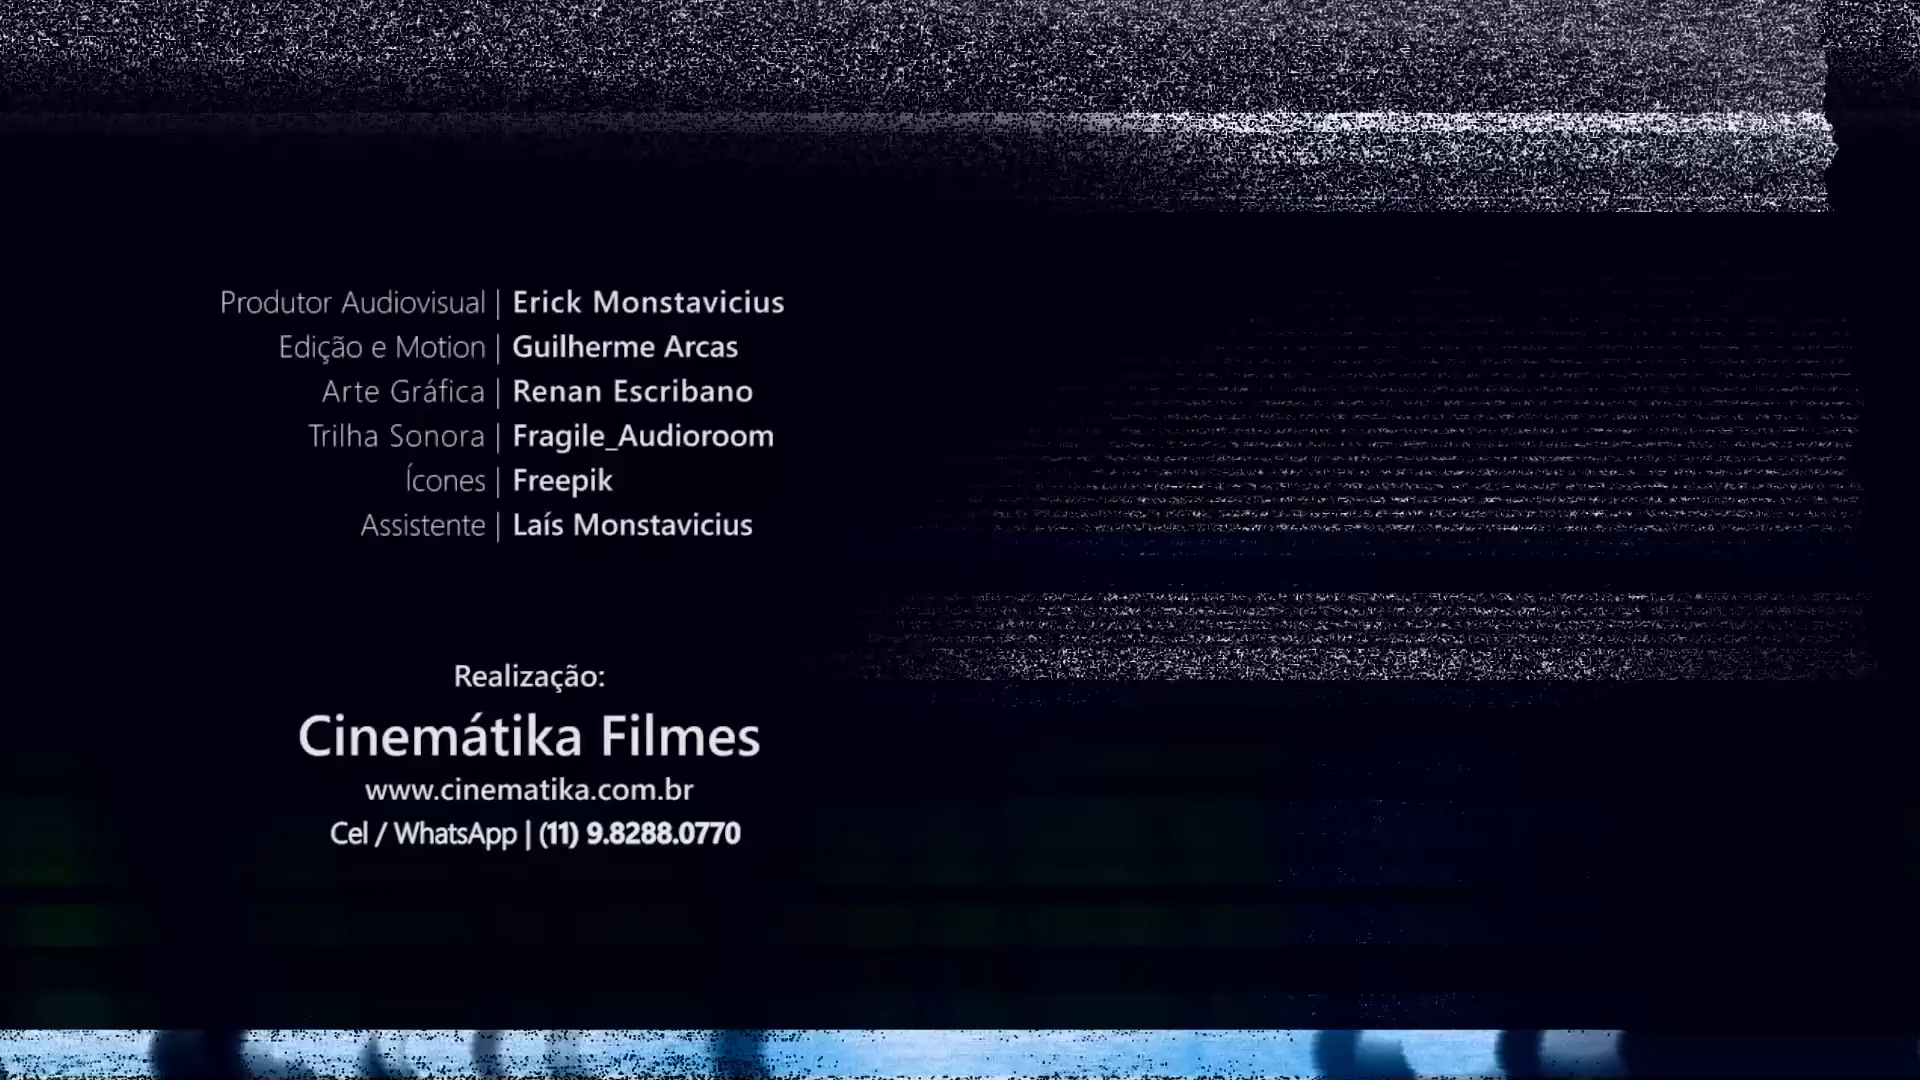 Produtor Audiovisual | Erick Monstavicius
Edição e Motion | Guilherme Arcas
Arte Gráfica | Renan Escribano
Trilha Sonora | Fragile_Audioroom
Ícones | Freepik
Assistente | Laís Monstavicius
Realização:
Cinemátika Filmes
www.cinematika.com.br
Cel / WhatsApp | (11) 9.8288.0770